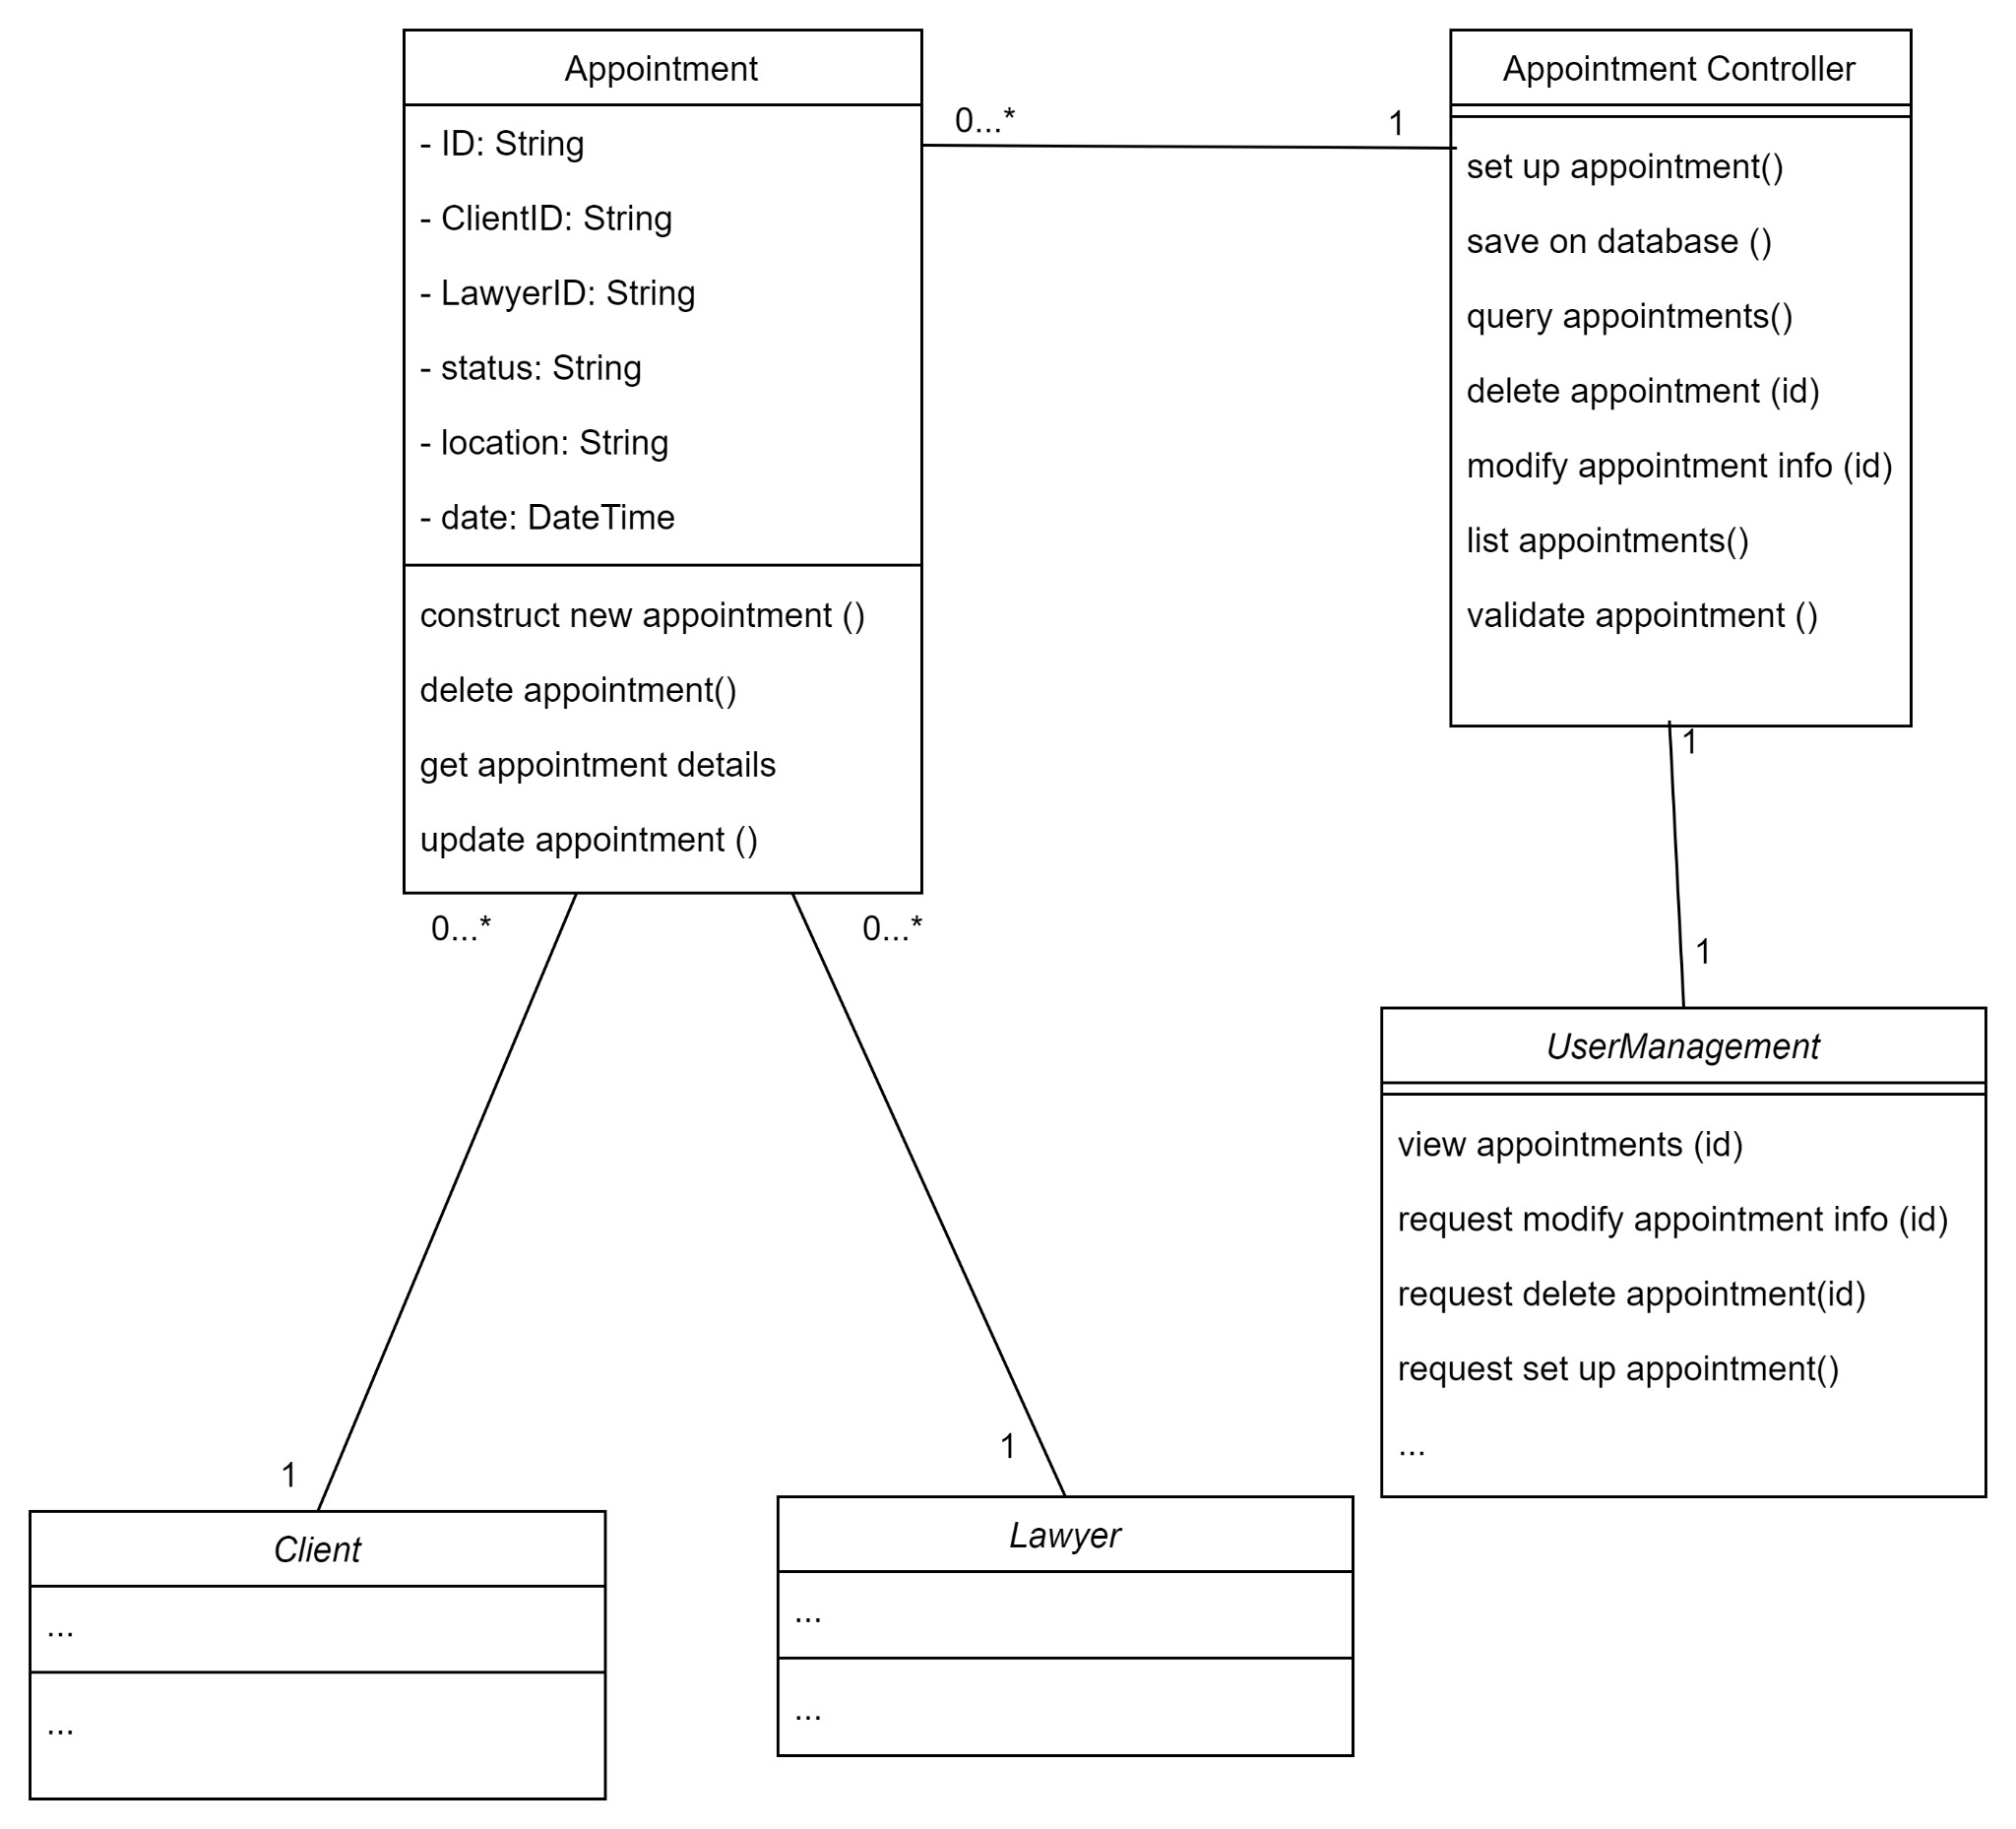 Appointment
- ID: String
- ClientID: String
- LawyerID: String
- status: String
- location: String
- date: DateTime
construct new appointment ()
delete appointment()
get appointment details
update appointment ()
0...*
1
Appointment Controller
set up appointment()
save on database ()
query appointments()
delete appointment (id)
modify appointment info (id)
list appointments()
validate appointment ()
1
1
UserManagement
view appointments (id)
request modify appointment info (id)
request delete appointment(id)
request set up appointment()
...
0...*
0...*
1
1
Client
...
...
Lawyer
...
...